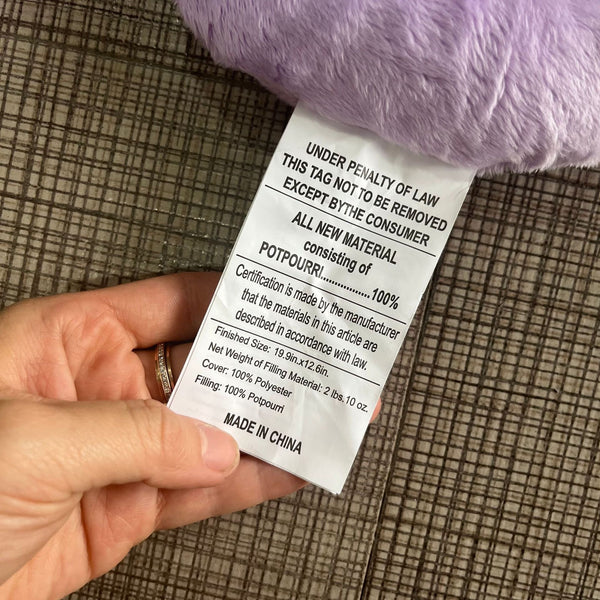 UNDER PENALTY OF LAW
THIS TAG NOT TO BE REMOVED
EXCEPT BYTHE CONSUMER
ALL NEW MATERIAL
consisting of
POTPOURRI.................100%
Certification is made by the manufacturer
that the materials in this article are
described in accordance with law.
Finished Size: 19.9in.x12.6in.
Net Weight of Filling Material: 2 lbs.10 oz.
Cover: 100% Polyester
Filling: 100% Potpourri
MADE IN CHINA